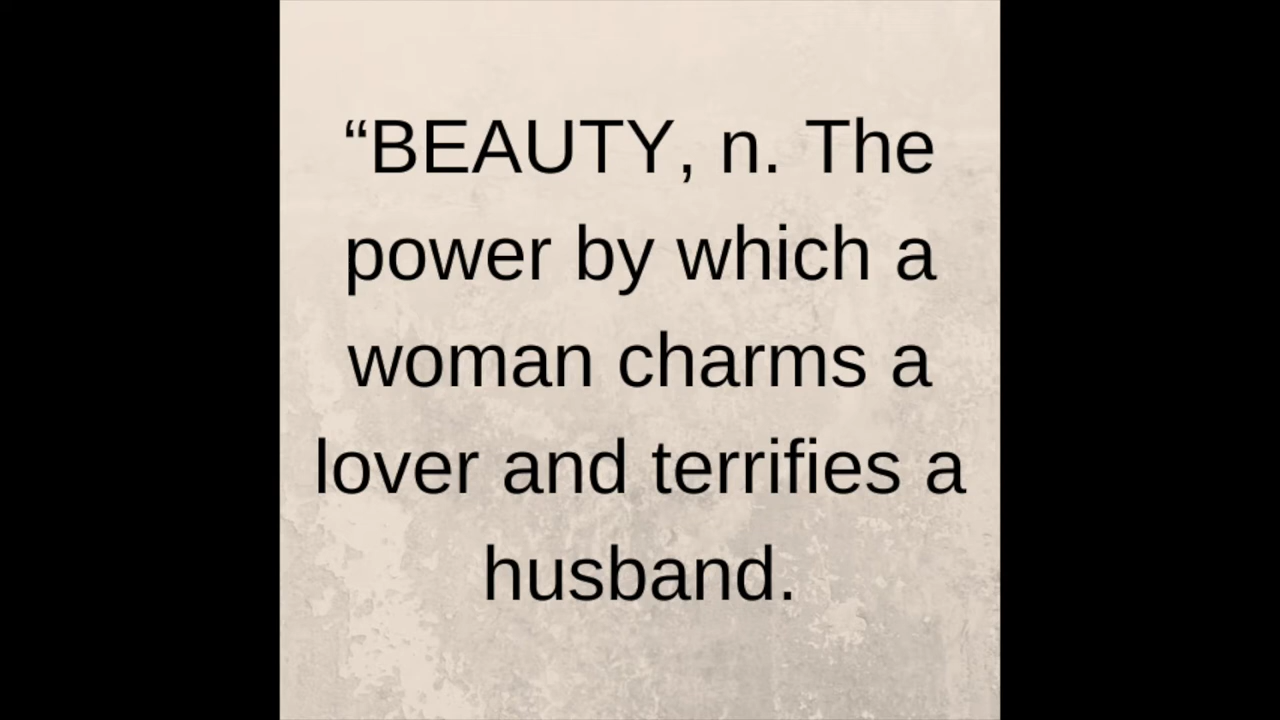 “BEAUTY, n. The
power by which a
woman charms a
lover and terrifies a
husband.